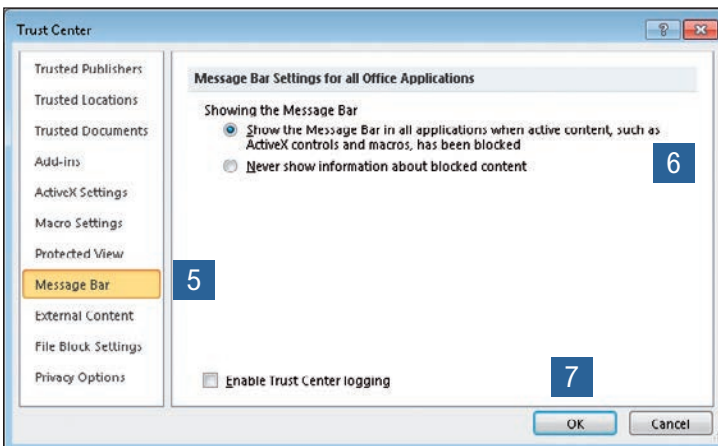 Trust Center
Trusted Publishers
Trusted Locations
Trusted Documents
Add-ins
ActiveX Settings
Macro Settings
Protected View
Message Bar
External Content
File Block Settings
Privacy Options
5
Message Bar Settings for all Office Applications
Showing the Message Bar
Show the Message Bar in all applications when active content, such as
ActiveX controls and macros, has been blocked
Never show information about blocked content
6
Enable Trust Center logging
7
OK
Cancel